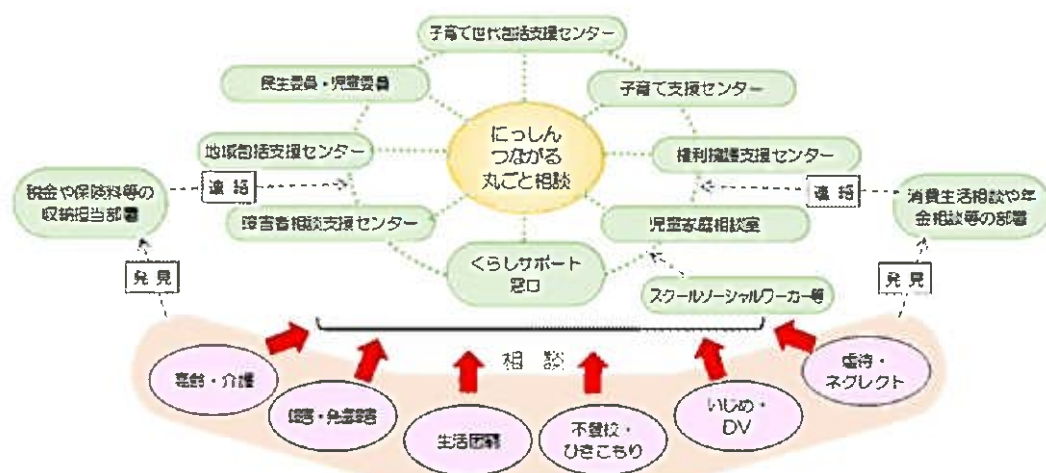 子育て世代包括支援センター
民生委員・児童委員
子育て支援センター
にっしん
つながる
丸ごと相談
地域包括支援センター
権利擁護支援センター
税金や保険料等の
収納担当部署
連絡
連絡
消費生活相談や年
金相談等の部署
障害者相談支援センター
児童家庭相談室
くらしサポート
窓口
発見
発見
スクールソーシャルワーカー等
相談
高齢・介護
障害・発達障害
生活困窮
不登校・
ひきこもり
いじめ・
DV
虐待・
ネグレクト